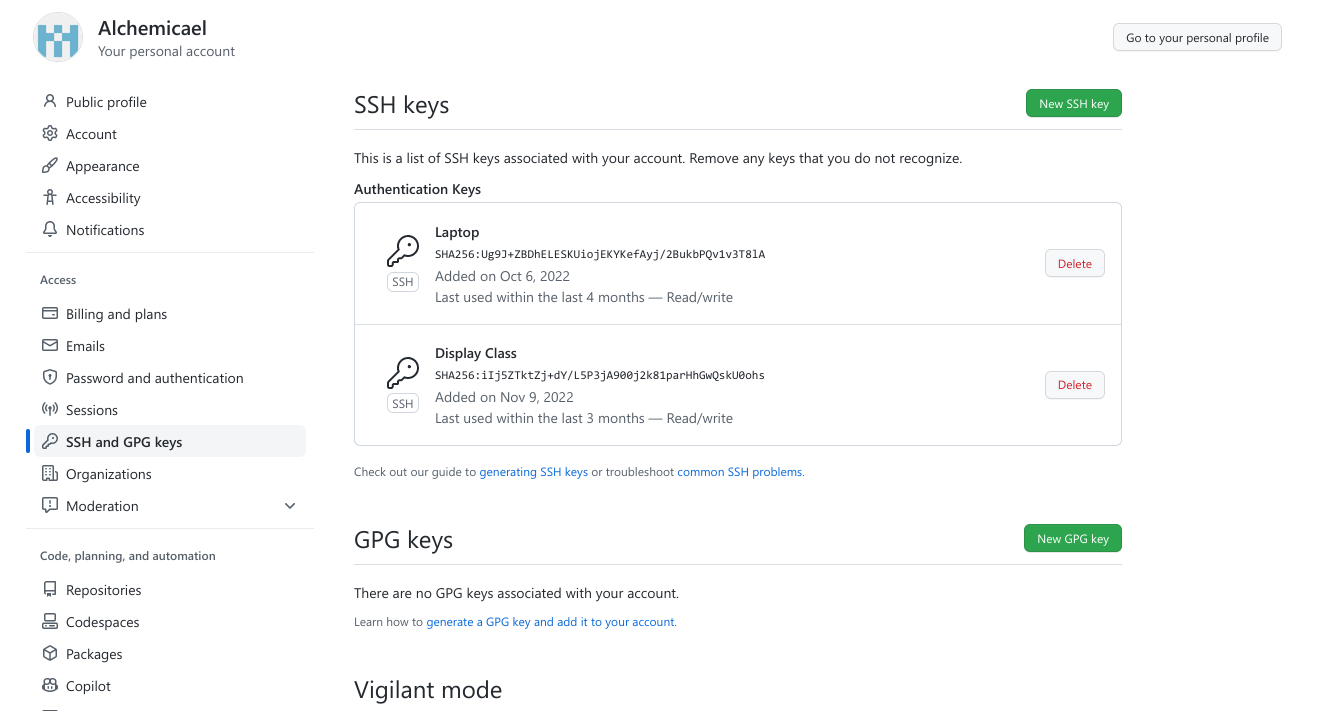 Alchemicael
Your personal account
Go to your personal profile
Public profile
Account
Appearance
Accessibility
Notifications
Access
Billing and plans
Emails
Password and authentication
Sessions
SSH and GPG keys
Organizations
Moderation
Code, planning, and automation
Repositories
Codespaces
Packages
Copilot
SSH keys
New SSH key
This is a list of SSH keys associated with your account. Remove any keys that you do not recognize.
Authentication Keys
Laptop
SHA256:Ug9J+ZBDhELESKUiojEKYKefAyj/2BukbPQv1v3T8lA
SSH
Added on Oct 6, 2022
Last used within the last 4 months — Read/write
Delete
Display Class
SHA256:iIj5ZTktZj+dY/L5P3jA900j2k81parHhGwQskU0ohs
SSH
Added on Nov 9, 2022
Last used within the last 3 months — Read/write
Delete
Check out our guide to generating SSH keys or troubleshoot common SSH problems.
GPG keys
New GPG key
There are no GPG keys associated with your account.
Learn how to generate a GPG key and add it to your account.
Vigilant mode